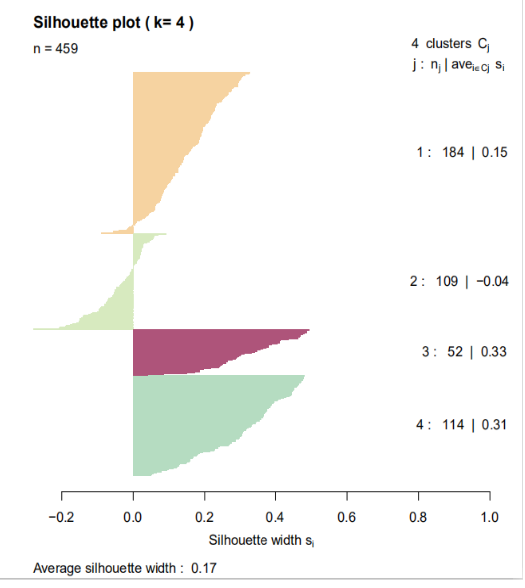 Silhouette plot ( k= 4 )
n = 459
4 clusters Cj
j : nj | avei∈Cj si
1 : 184 | 0.15
2 : 109 | −0.04
3 : 52 | 0.33
4 : 114 | 0.31
−0.2 0.0 0.2 0.4 0.6 0.8 1.0
Silhouette width si
Average silhouette width : 0.17